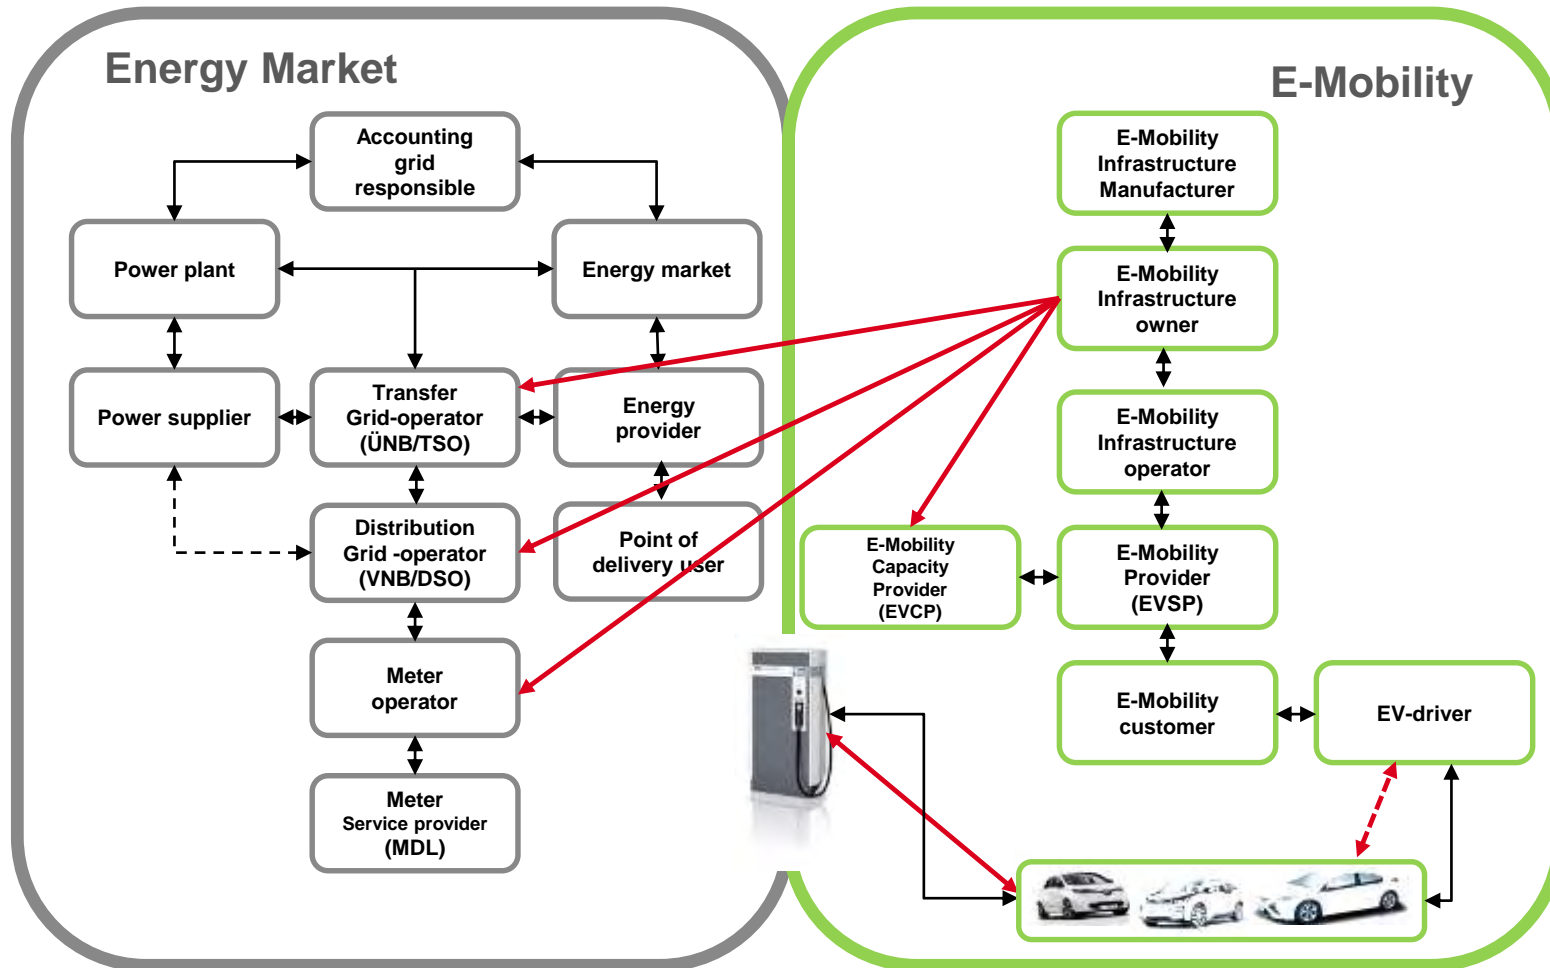 Energy Market
Accounting
grid
responsible
Power plant
Energy market
Power supplier
Transfer
Grid-operator
(ÜNB/TSO)
Energy
provider
Distribution
Grid -operator
(VNB/DSO)
Point of
delivery user
Meter
operator
Meter
Service provider
(MDL)
E-Mobility
E-Mobility
Infrastructure
Manufacturer
E-Mobility
Infrastructure
owner
E-Mobility
Infrastructure
operator
E-Mobility
Capacity
Provider
(EVCP)
E-Mobility
Provider
(EVSP)
E-Mobility
customer
EV-driver